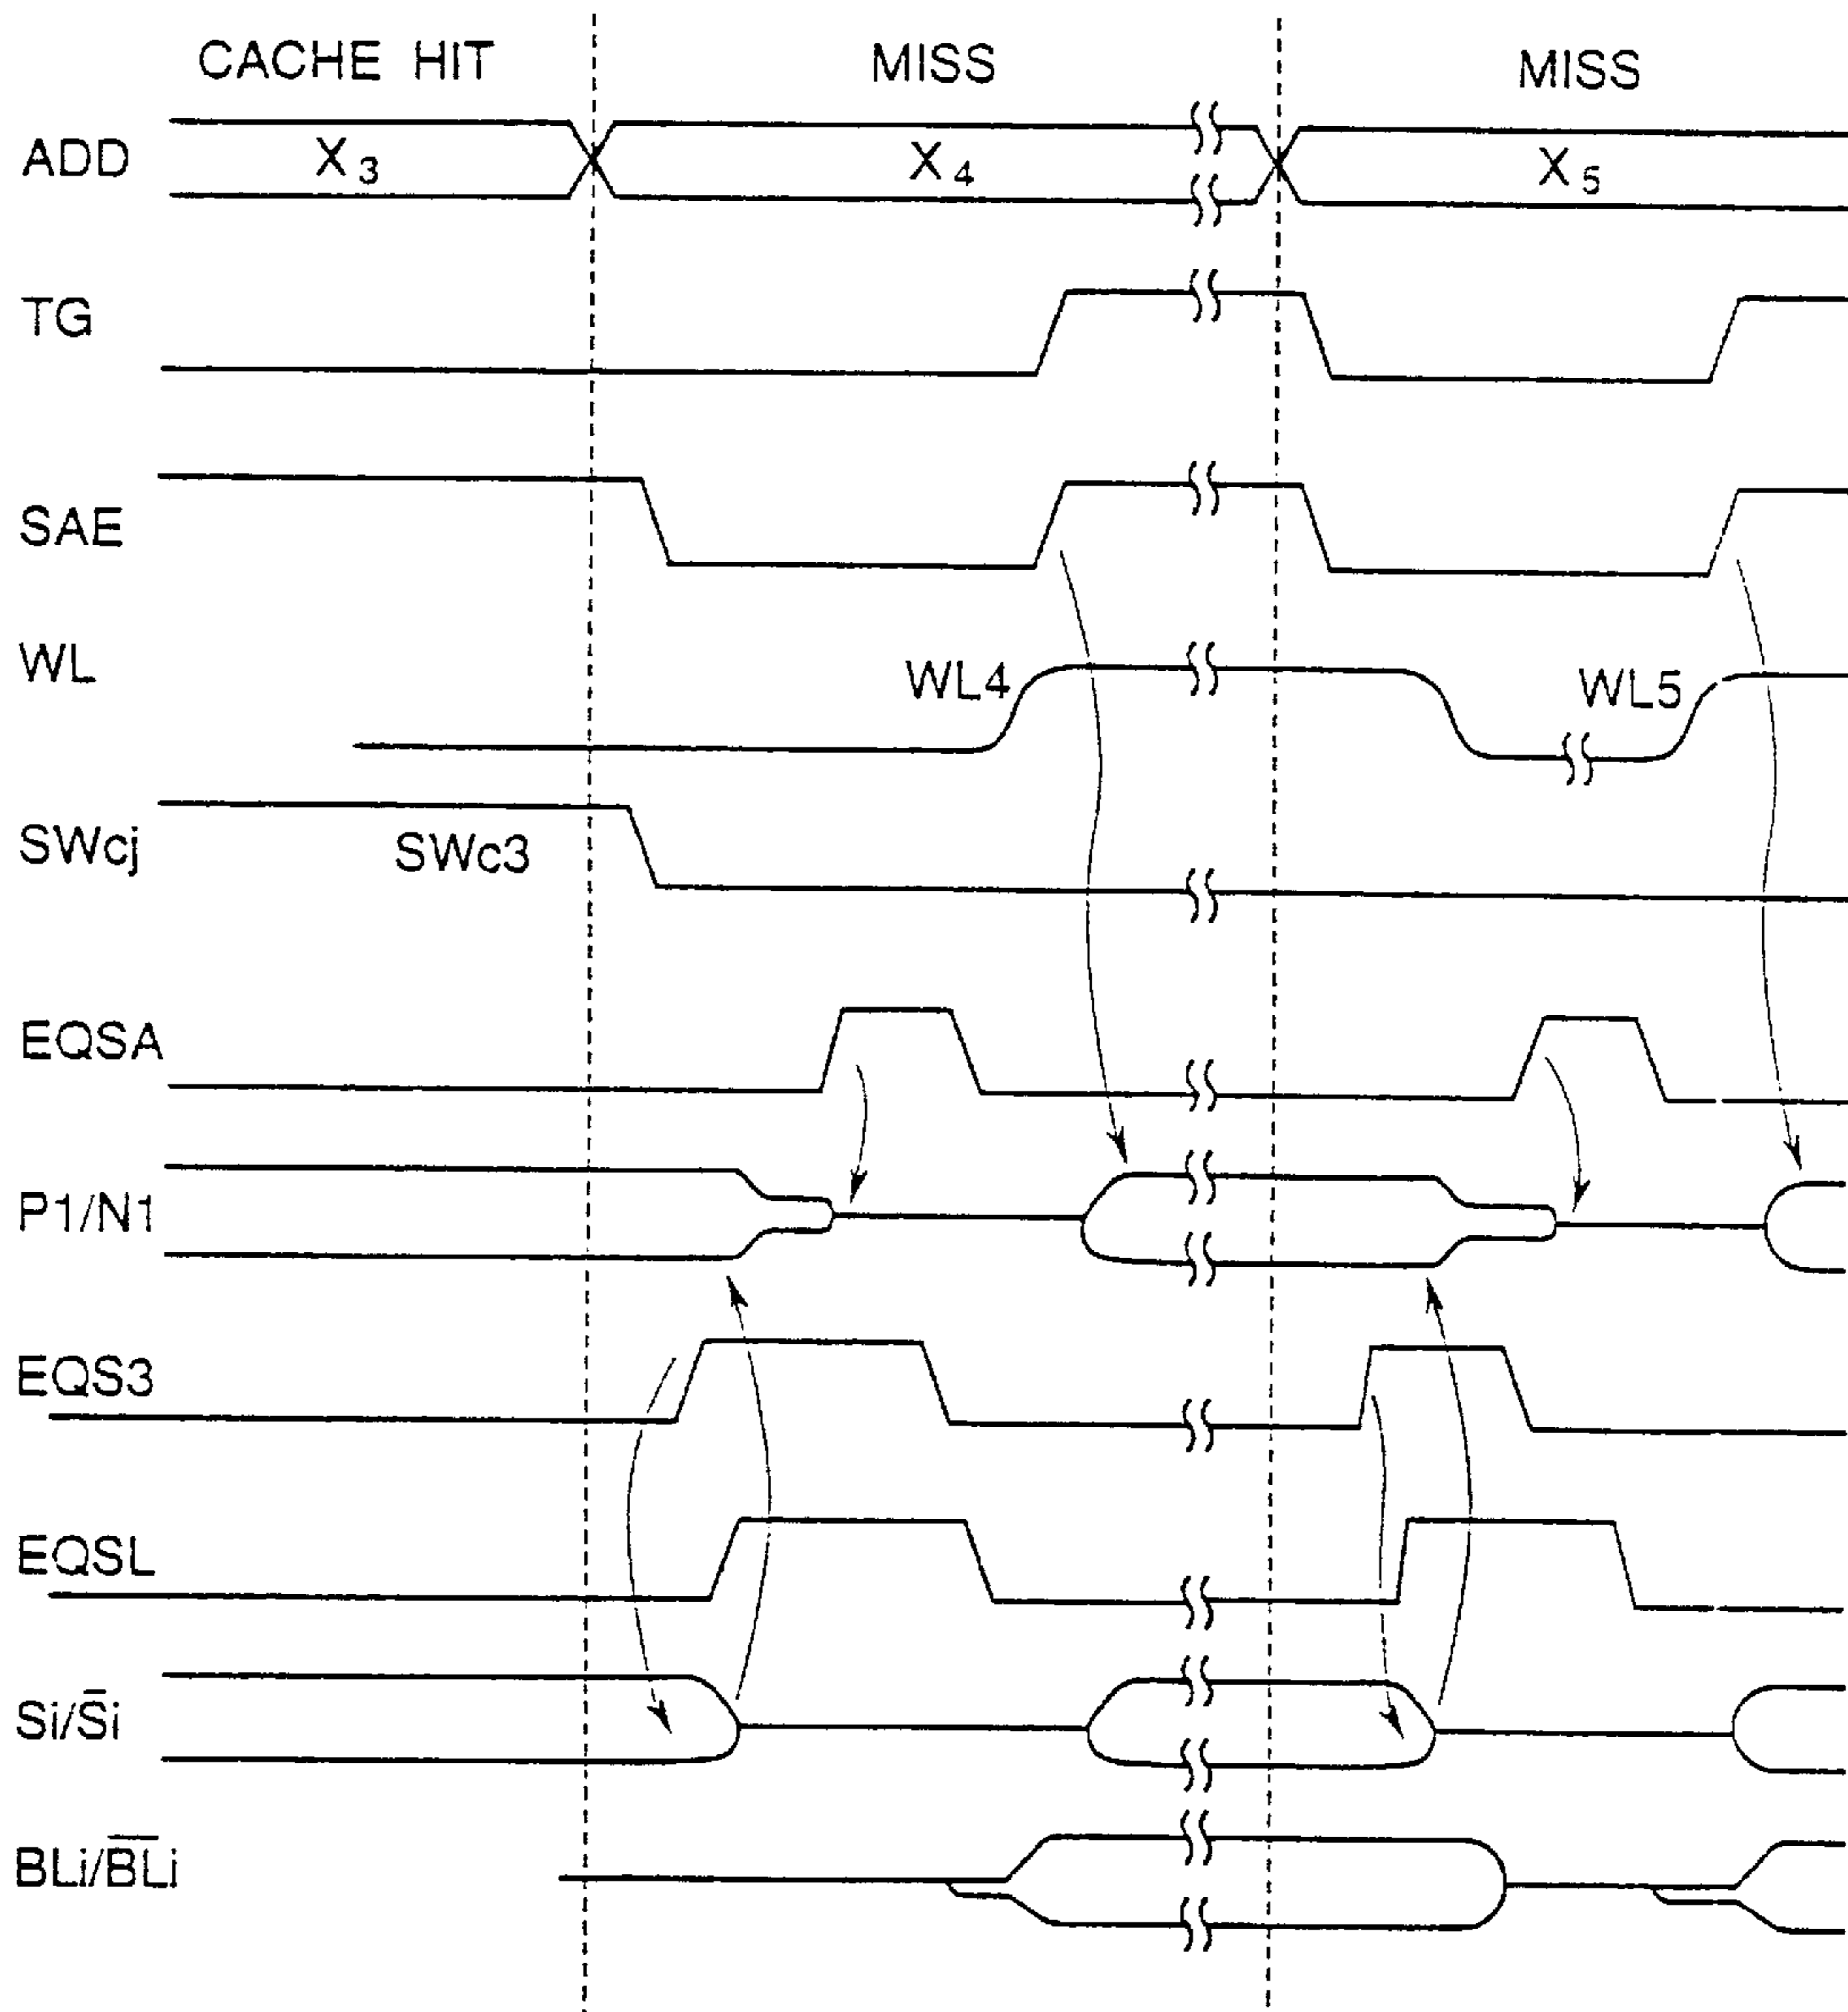 CACHE HIT MISS MISS
ADD X₃ X₄ X₅
TG
SAE
WL WL4 WL5
SWcj SWc3
EQSA
P1/N1
EQS3
EQSL
Si/S̄i
BLi/B̅L̅i